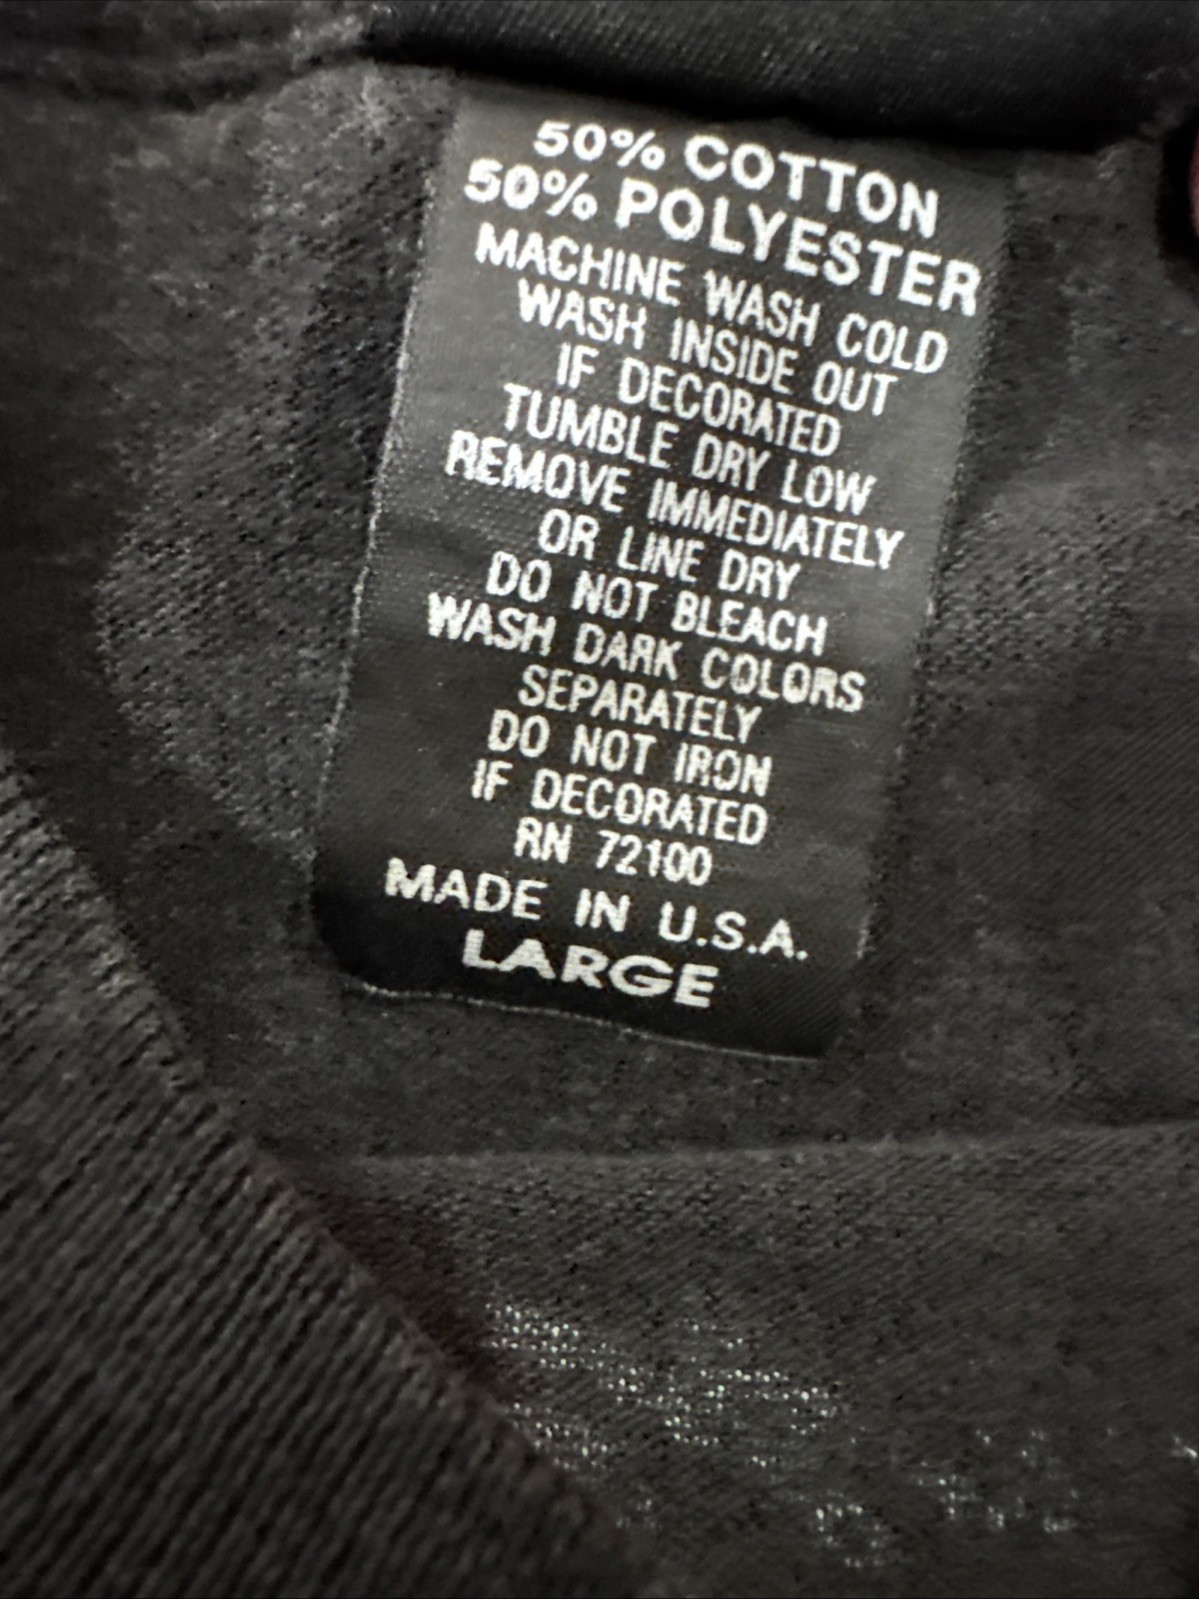 50% COTTON
50% POLYESTER
MACHINE WASH COLD
WASH INSIDE OUT
IF DECORATED
TUMBLE DRY LOW
REMOVE IMMEDIATELY
OR LINE DRY
DO NOT BLEACH
WASH DARK COLORS
SEPARATELY
DO NOT IRON
IF DECORATED
RN 72100
MADE IN U.S.A.
LARGE